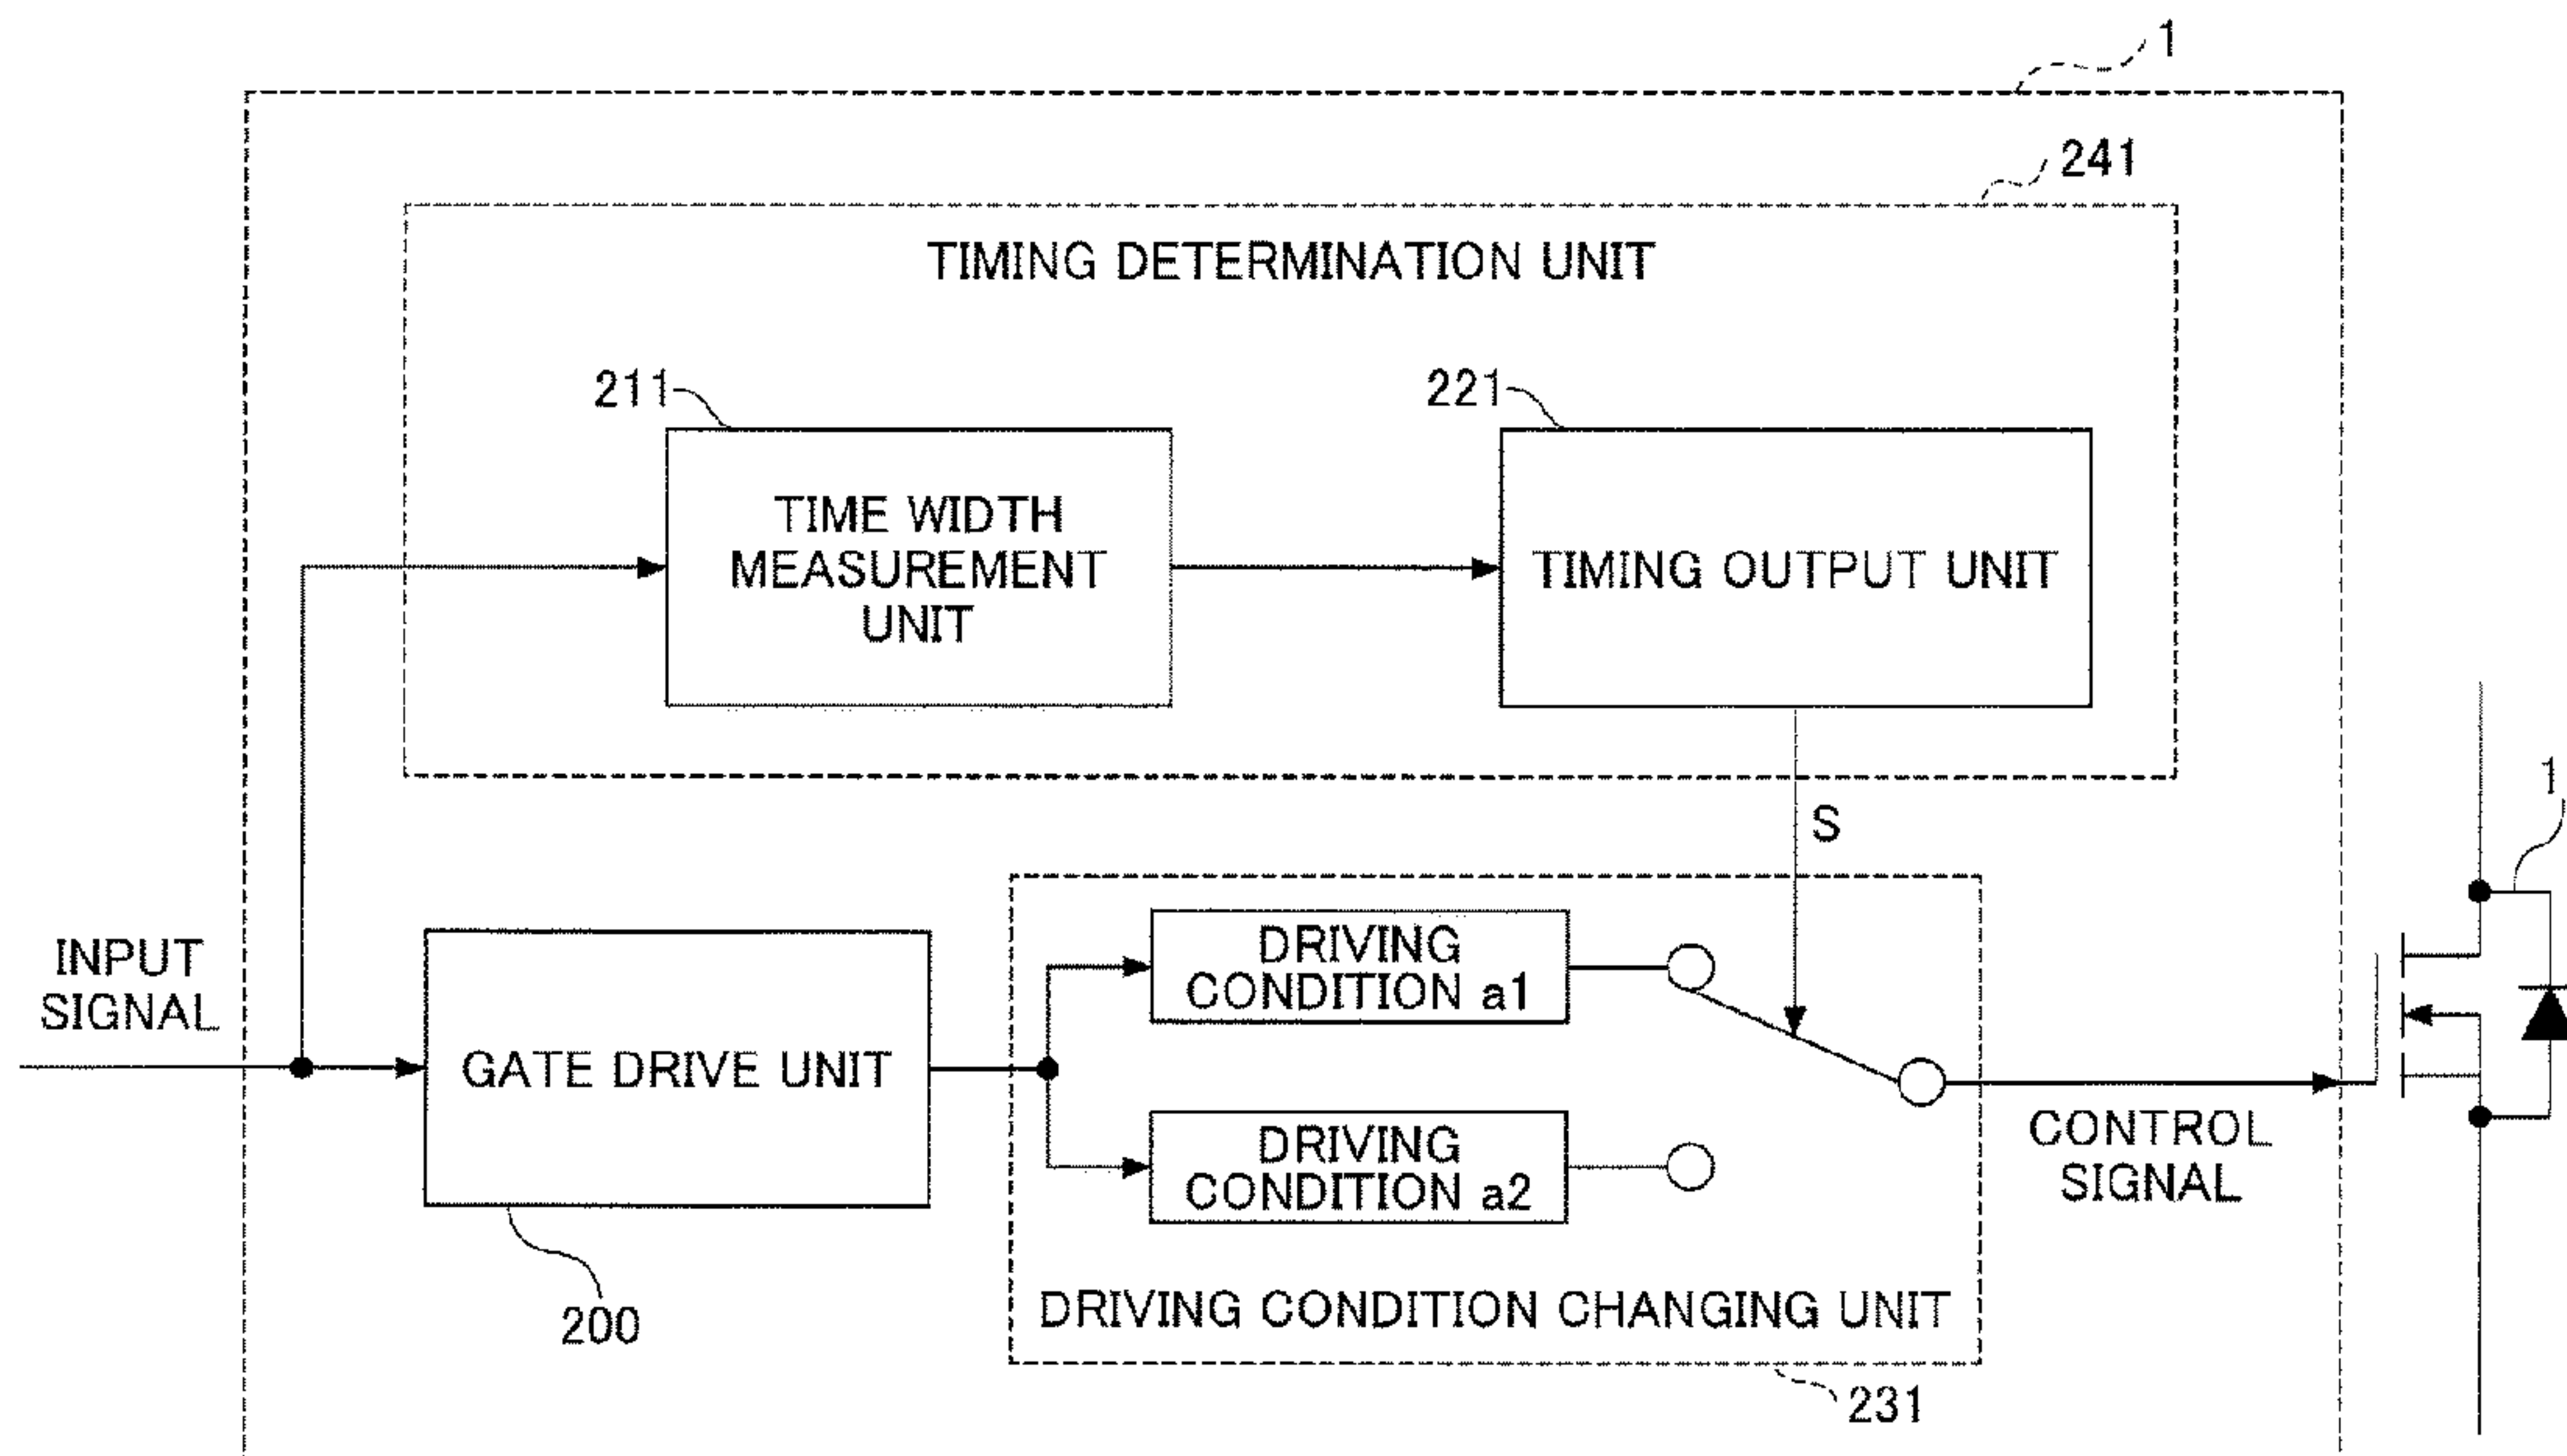 1
241
TIMING DETERMINATION UNIT
211
221
TIME WIDTH
MEASUREMENT
UNIT
TIMING OUTPUT UNIT
S
1
INPUT
SIGNAL
GATE DRIVE UNIT
DRIVING
CONDITION a1
DRIVING
CONDITION a2
CONTROL
SIGNAL
DRIVING CONDITION CHANGING UNIT
200
231